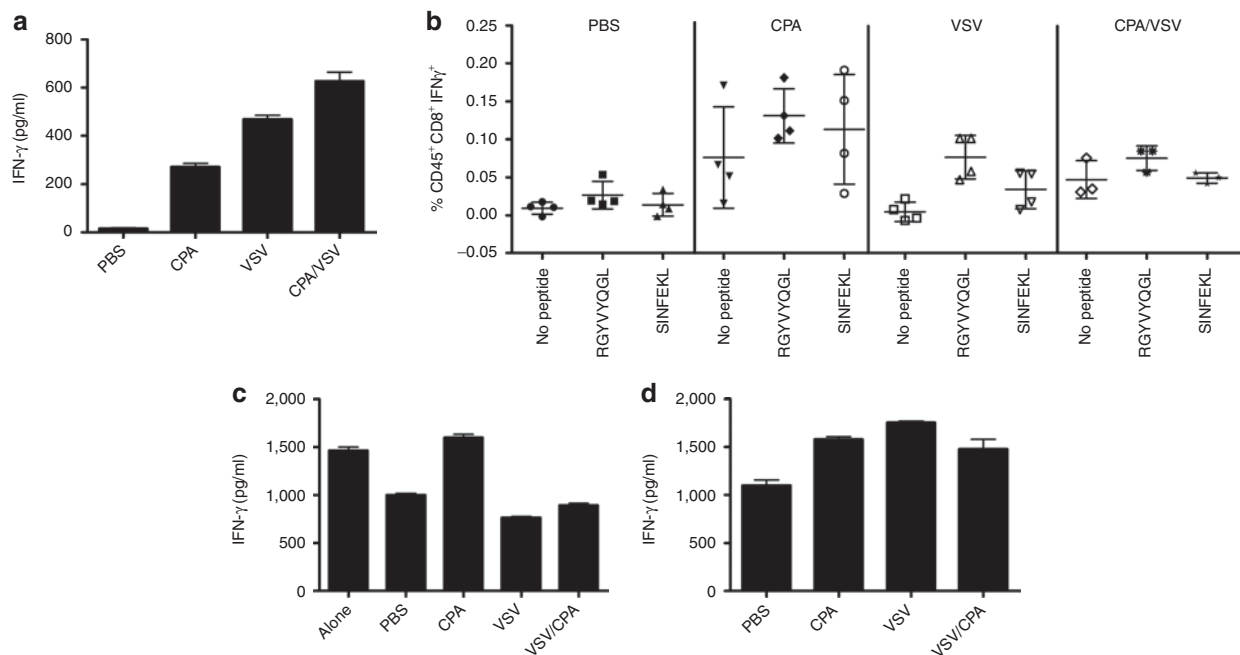 a
800
600
400
200
0
IFN-γ (pg/ml)
PBS
CPA
VSV
CPA/VSV
b
PBS
CPA
VSV
CPA/VSV
0.25
0.20
0.15
0.10
0.05
0.00
−0.05
% CD45⁺ CD8⁺ IFNγ⁺
No peptide
RGYVYQGL
SINFEKL
No peptide
RGYVYQGL
SINFEKL
No peptide
RGYVYQGL
SINFEKL
No peptide
RGYVYQGL
SINFEKL
c
2,000
1,500
1,000
500
0
IFN-γ (pg/ml)
Alone
PBS
CPA
VSV
VSV/CPA
d
2,000
1,500
1,000
500
0
IFN-γ (pg/ml)
PBS
CPA
VSV
VSV/CPA